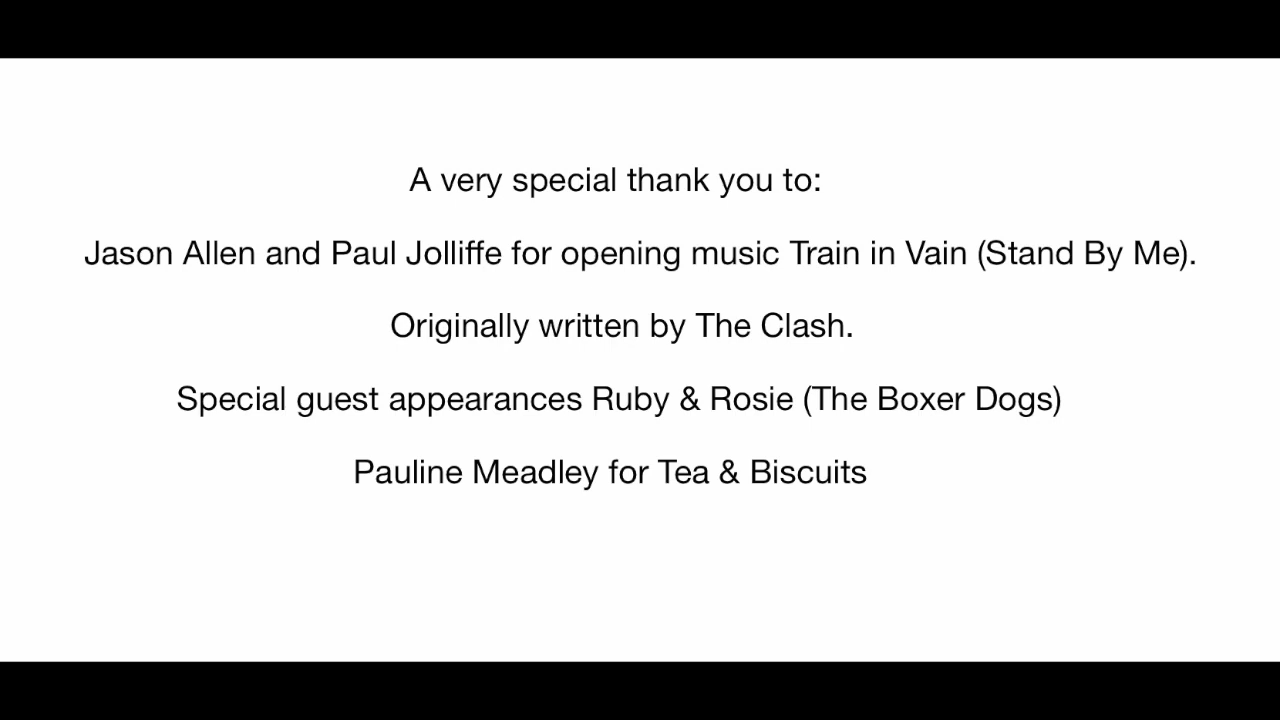 A very special thank you to:
Jason Allen and Paul Jolliffe for opening music Train in Vain (Stand By Me).
Originally written by The Clash.
Special guest appearances Ruby & Rosie (The Boxer Dogs)
Pauline Meadley for Tea & Biscuits